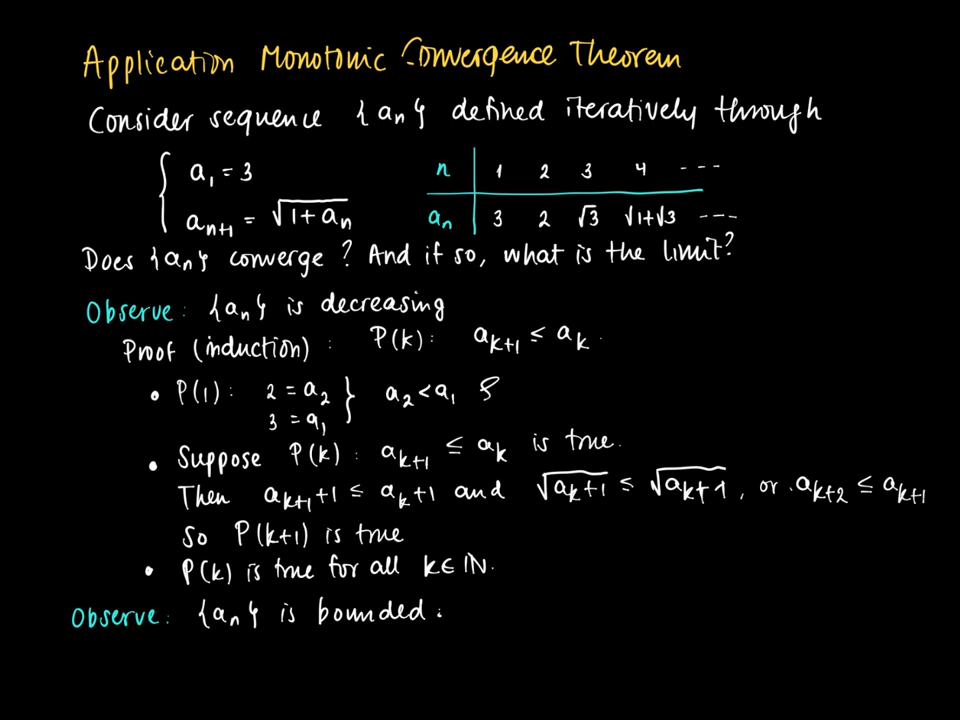 Application Monotonic Convergence Theorem
Consider sequence {an} defined iteratively through
a1 = 3
n 1 2 3 4 ---
an+1 = √1+an
an 3 2 √3 √1+√3 ---
Does {an} converge? And if so, what is the limit?
Observe: {an} is decreasing
Proof (induction): P(k): ak+1 ≤ ak.
• P(1): 2 = a2 } a2 < a1
3 = a1
• Suppose P(k): ak+1 ≤ ak is true.
Then ak+1+1 ≤ ak+1 and √ak+1 ≤ √ak+1, or ak+2 ≤ ak+1
So P(k+1) is true
• P(k) is true for all k∈ℕ.
Observe: {an} is bounded: